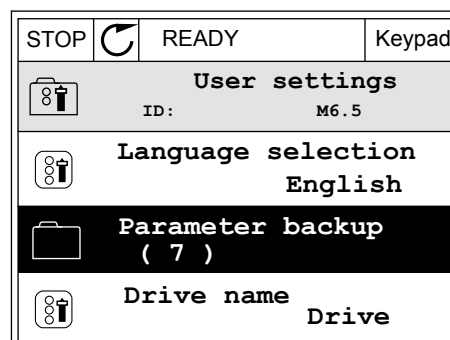 STOP READY Keypad
User settings
ID: M6.5
Language selection
English
Parameter backup
( 7 )
Drive name
Drive